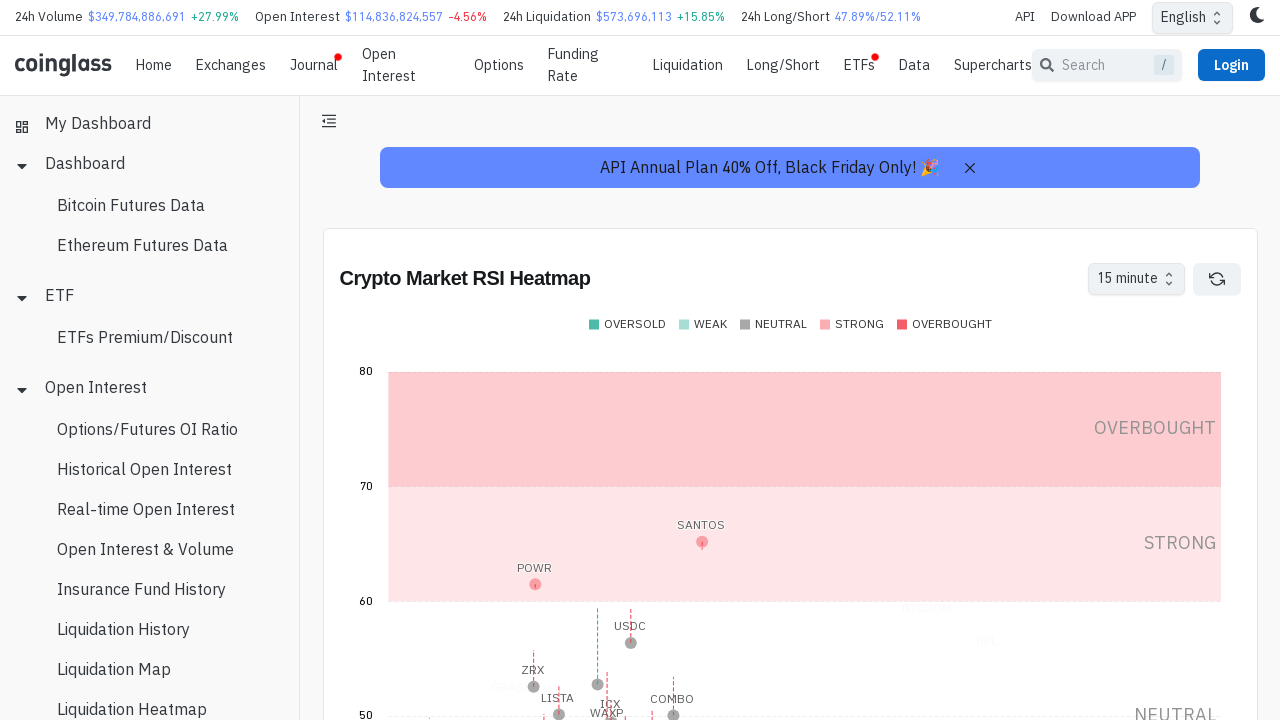 24h Volume $349,784,886,691 +27.99% Open Interest $114,836,824,557 -4.56% 24h Liquidation $573,696,113 +15.85% 24h Long/Short 47.89%/52.11% API Download APP English
coinglass Home Exchanges Journal Open Interest Options Funding Rate Liquidation Long/Short ETFs Data Supercharts Search / Login
My Dashboard
Dashboard
Bitcoin Futures Data
Ethereum Futures Data
ETF
ETFs Premium/Discount
Open Interest
Options/Futures OI Ratio
Historical Open Interest
Real-time Open Interest
Open Interest & Volume
Insurance Fund History
Liquidation History
Liquidation Map
Liquidation Heatmap
API Annual Plan 40% Off, Black Friday Only! 🎉
Crypto Market RSI Heatmap
15 minute
OVERSOLD WEAK NEUTRAL STRONG OVERBOUGHT
80
OVERBOUGHT
70
SANTOS
STRONG
POWR
60
USDC
ZRX
LISTA
ICX
COMBO
WAXP
50
NEUTRAL